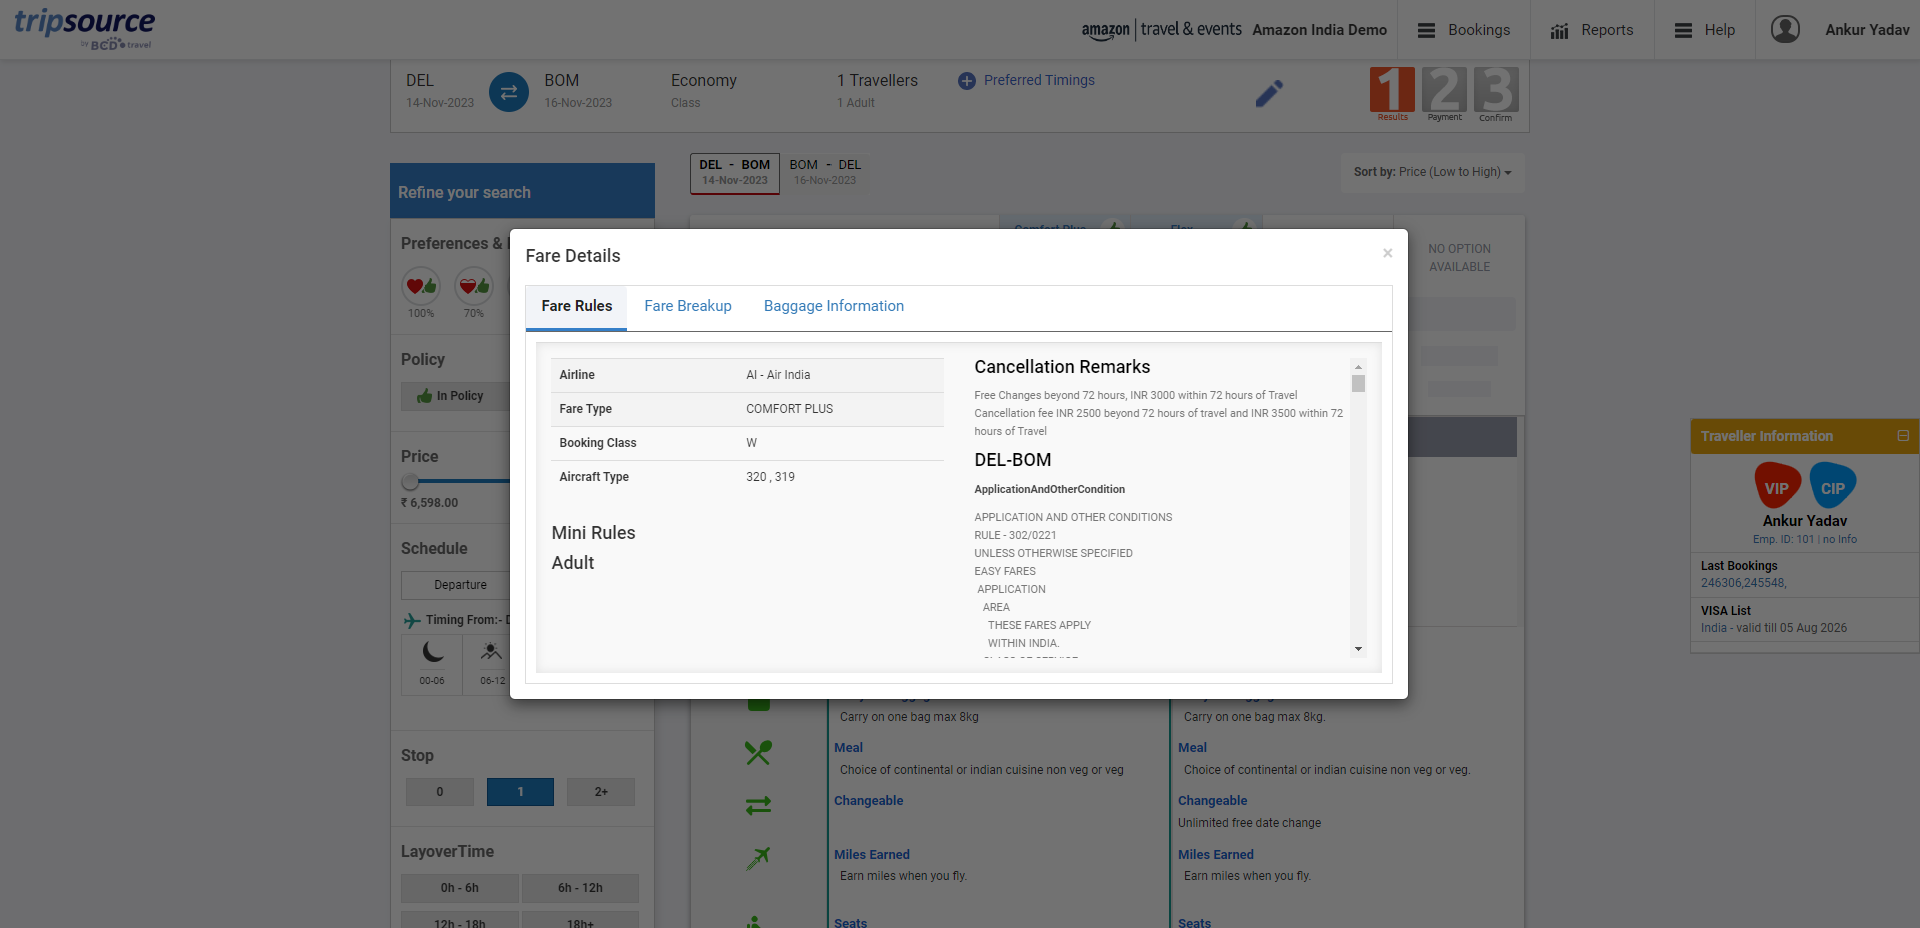 tripsource
by BCD travel
amazon travel & events Amazon India Demo
Bookings
Reports
Help
Ankur Yadav
DEL
14-Nov-2023
BOM
16-Nov-2023
Economy
Class
1 Travellers
1 Adult
Preferred Timings
1 2 3
Results Payment Confirm
Refine your search
DEL - BOM
14-Nov-2023
BOM - DEL
16-Nov-2023
Sort by: Price (Low to High)
Preferences &
100%
70%
Policy
In Policy
Price
₹ 6,598.00
Schedule
Departure
Timing From:-
00-06
06-12
Stop
0
1
2+
LayoverTime
0h - 6h
6h - 12h
12h - 18h
18h+
Comfort Plus
Flex
NO OPTION
AVAILABLE
Fare Details
×
Fare Rules
Fare Breakup
Baggage Information
Airline AI - Air India
Fare Type COMFORT PLUS
Booking Class W
Aircraft Type 320 , 319
Mini Rules
Adult
Cancellation Remarks
Free Changes beyond 72 hours, INR 3000 within 72 hours of Travel
Cancellation fee INR 2500 beyond 72 hours of travel and INR 3500 within 72
hours of Travel
DEL-BOM
ApplicationAndOtherCondition
APPLICATION AND OTHER CONDITIONS
RULE - 302/0221
UNLESS OTHERWISE SPECIFIED
EASY FARES
APPLICATION
AREA
THESE FARES APPLY
WITHIN INDIA.
CLASS OF SERVICE
Carry on one bag max 8kg
Meal
Choice of continental or indian cuisine non veg or veg
Changeable
Miles Earned
Earn miles when you fly.
Seats
Carry on one bag max 8kg.
Meal
Choice of continental or indian cuisine non veg or veg.
Changeable
Unlimited free date change
Miles Earned
Earn miles when you fly.
Seats
Traveller Information
VIP
CIP
Ankur Yadav
Emp. ID: 101 | no Info
Last Bookings
246306,245548,
VISA List
India - valid till 05 Aug 2026